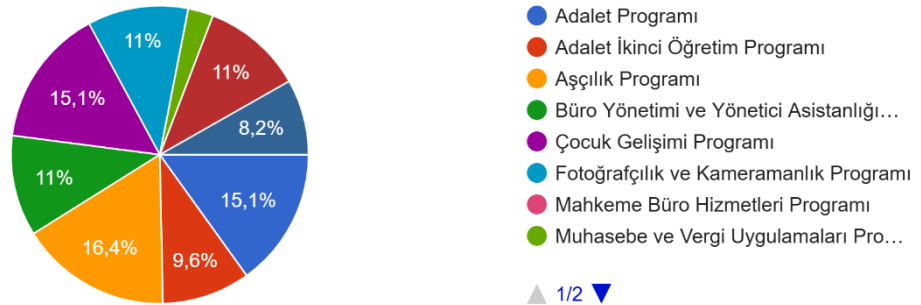 11%
11%
15,1%
8,2%
11%
15,1%
16,4%
9,6%
Adalet Programı
Adalet İkinci Öğretim Programı
Aşçılık Programı
Büro Yönetimi ve Yönetici Asistanlığı…
Çocuk Gelişimi Programı
Fotoğrafçılık ve Kameramanlık Programı
Mahkeme Büro Hizmetleri Programı
Muhasebe ve Vergi Uygulamaları Pro…
1/2